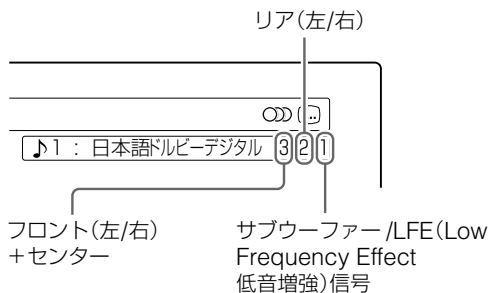 リア（左/右）
♪1 : 日本語ドルビーデジタル 3 2 1
フロント（左/右）
＋センター
サブウーファー /LFE（Low
Frequency Effect
低音増強）信号